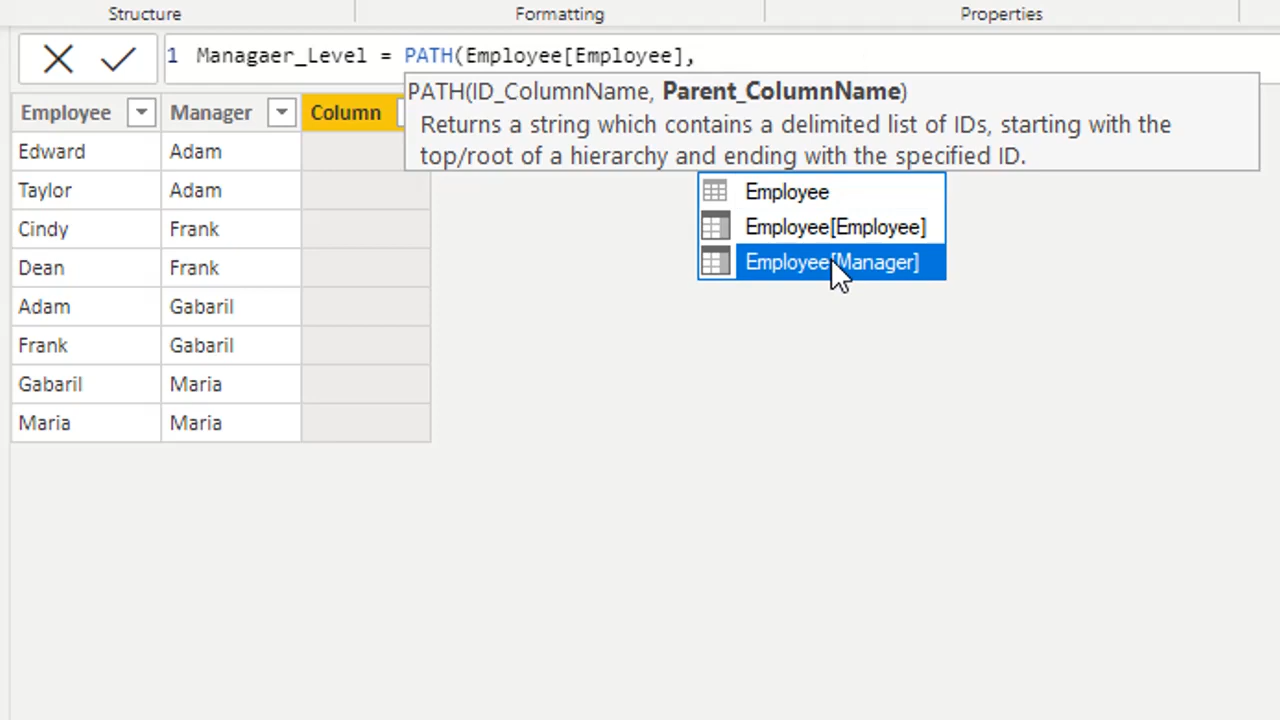 Structure Formatting Properties
1 Managaer_Level = PATH(Employee[Employee],
PATH(ID_ColumnName, Parent_ColumnName)
Returns a string which contains a delimited list of IDs, starting with the
top/root of a hierarchy and ending with the specified ID.
Employee Manager Column
Edward Adam
Taylor Adam
Cindy Frank
Dean Frank
Adam Gabaril
Frank Gabaril
Gabaril Maria
Maria Maria
Employee
Employee[Employee]
Employee[Manager]